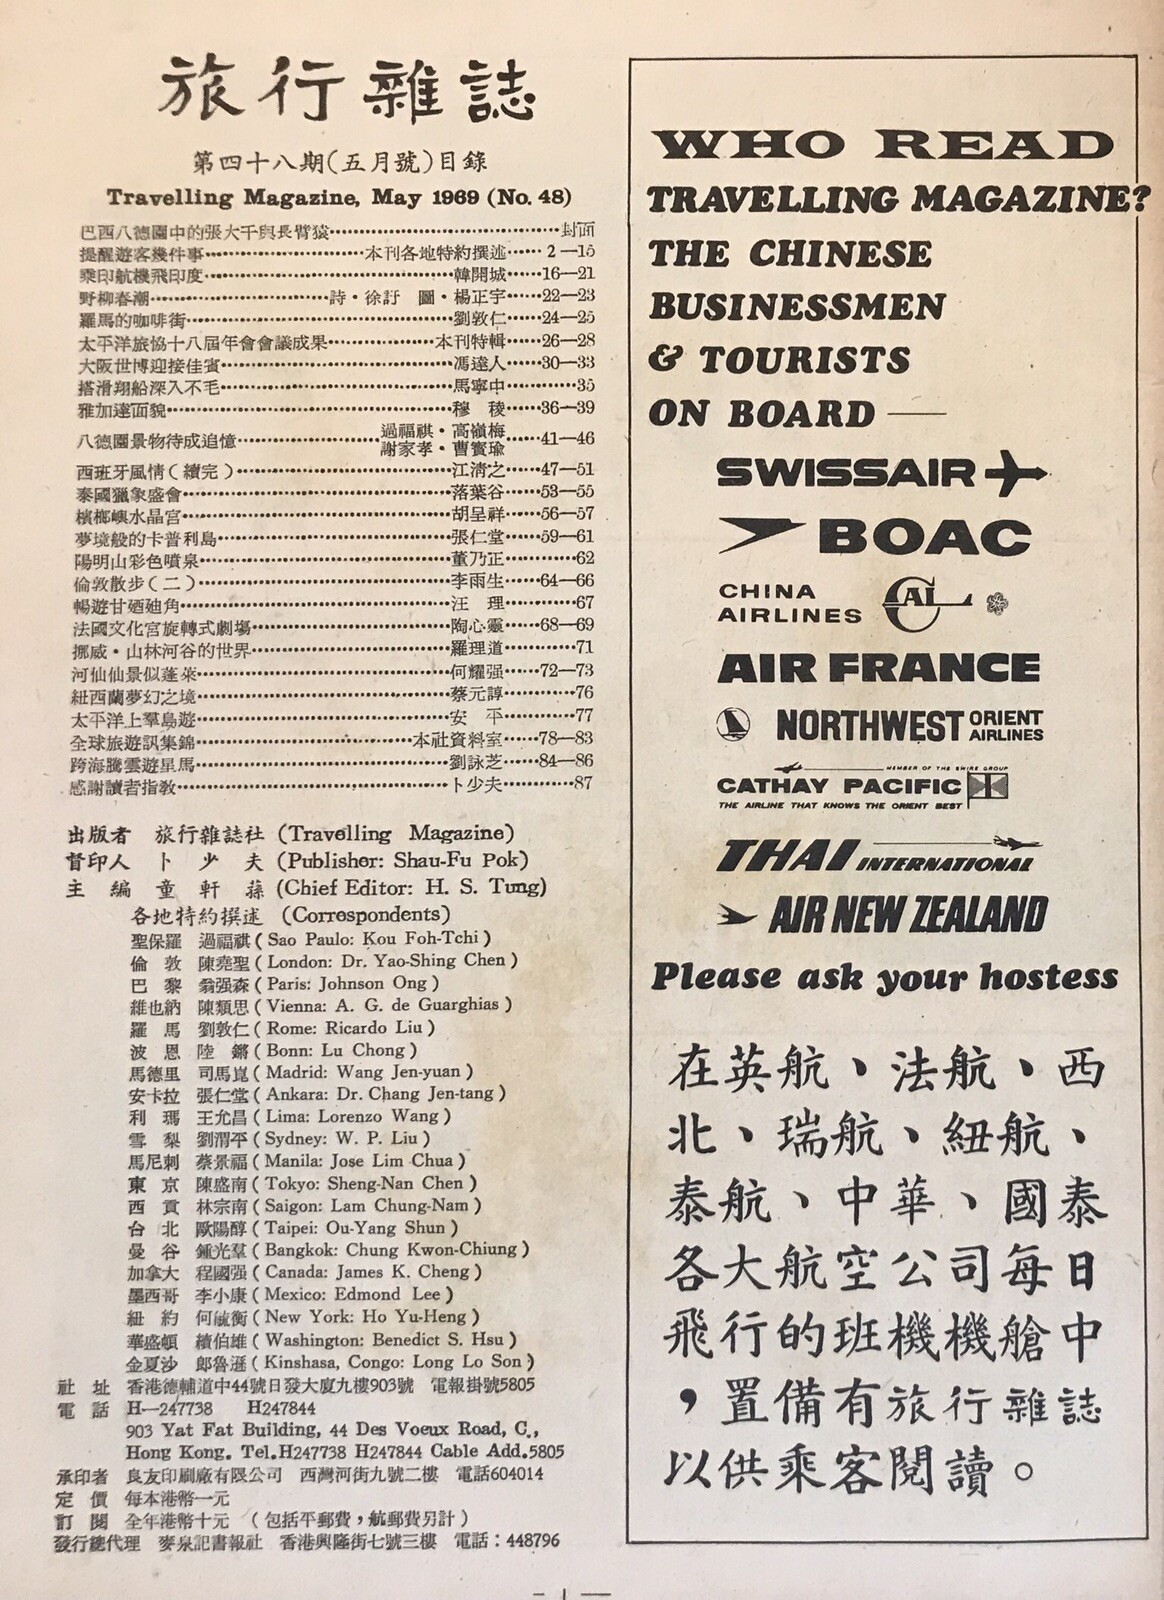 旅行雜誌
第四十八期(五月號)目錄
Travelling Magazine, May 1969 (No. 48)
巴西八德園中的張大千與長臂猿……封面
提醒遊客幾件事……本刊各地特約撰述……2—15
乘印航機飛印度……韓開城……16—21
野柳春潮……詩・徐訏 圖・楊正宇……22—23
羅馬的咖啡街……劉敦仁……24—25
太平洋旅協十八屆年會會議成果……本刊特輯……26—28
大阪世博迎接佳賓……馮達人……30—33
搭滑翔船深入不毛……馬寧中……35
雅加達面貌……穆稜……36—39
八德園景物待成追憶……過福祺・高嶺梅 謝家孝・曹寶瑜……41—46
西班牙風情(續完)……江淸之……47—51
泰國獵象盛會……落葉谷……53—55
檳榔嶼水晶宮……胡呈祥……56—57
夢境般的卡普利島……張仁堂……59—61
陽明山彩色噴泉……董乃正……62
倫敦散步(二)……李雨生……64—66
暢遊甘廼廸角……汪理……67
法國文化宮旋轉式劇塲……陶心靈……68—69
挪威・山林河谷的世界……羅理道……71
河仙仙景似蓬萊……何耀强……72—73
紐西蘭夢幻之境……蔡元諄……76
太平洋上羣島遊……安平……77
全球旅遊訊集錦……本社資料室……78—83
跨海騰雲遊星馬……劉詠芝……84—86
感謝讀者指敎……卜少夫……87
出版者 旅行雜誌社 (Travelling Magazine)
督印人 卜少夫 (Publisher: Shau-Fu Pok)
主編 童軒蓀 (Chief Editor: H. S. Tung)
各地特約撰述 (Correspondents)
聖保羅 過福祺 (Sao Paulo: Kou Foh-Tchi)
倫敦 陳堯聖 (London: Dr. Yao-Shing Chen)
巴黎 翁强森 (Paris: Johnson Ong)
維也納 陳類思 (Vienna: A. G. de Guarghias)
羅馬 劉敦仁 (Rome: Ricardo Liu)
波恩 陸鏘 (Bonn: Lu Chong)
馬德里 司馬崑 (Madrid: Wang Jen-yuan)
安卡拉 張仁堂 (Ankara: Dr. Chang Jen-tang)
利瑪 王允昌 (Lima: Lorenzo Wang)
雪梨 劉渭平 (Sydney: W. P. Liu)
馬尼剌 蔡景福 (Manila: Jose Lim Chua)
東京 陳盛南 (Tokyo: Sheng-Nan Chen)
西貢 林宗南 (Saigon: Lam Chung-Nam)
台北 歐陽醇 (Taipei: Ou-Yang Shun)
曼谷 鍾光羣 (Bangkok: Chung Kwon-Chiung)
加拿大 程國强 (Canada: James K. Cheng)
墨西哥 李小康 (Mexico: Edmond Lee)
紐約 何毓衡 (New York: Ho Yu-Heng)
華盛頓 續伯雄 (Washington: Benedict S. Hsu)
金夏沙 郎魯遜 (Kinshasa, Congo: Long Lo Son)
社址 香港德輔道中44號日發大廈九樓903號 電報掛號5805
電話 H—247738 H247844
903 Yat Fat Building, 44 Des Voeux Road, C.,
Hong Kong. Tel.H247738 H247844 Cable Add.5805
承印者 良友印刷廠有限公司 西灣河街九號二樓 電話604014
定價 每本港幣一元
訂閱 全年港幣十元 (包括平郵費，航郵費另計)
發行總代理 麥泉記書報社 香港興隆街七號三樓 電話：448796
— 1 —
WHO READ
TRAVELLING MAGAZINE?
THE CHINESE
BUSINESSMEN
& TOURISTS
ON BOARD —
SWISSAIR
BOAC
CHINA
AIRLINES
CAL
AIR FRANCE
NORTHWEST ORIENT AIRLINES
MEMBER OF THE SWIRE GROUP
CATHAY PACIFIC
THE AIRLINE THAT KNOWS THE ORIENT BEST
THAI INTERNATIONAL
AIR NEW ZEALAND
Please ask your hostess
在英航、法航、西
北、瑞航、紐航、
泰航、中華、國泰
各大航空公司每日
飛行的班機機艙中
，置備有旅行雜誌
以供乘客閱讀。